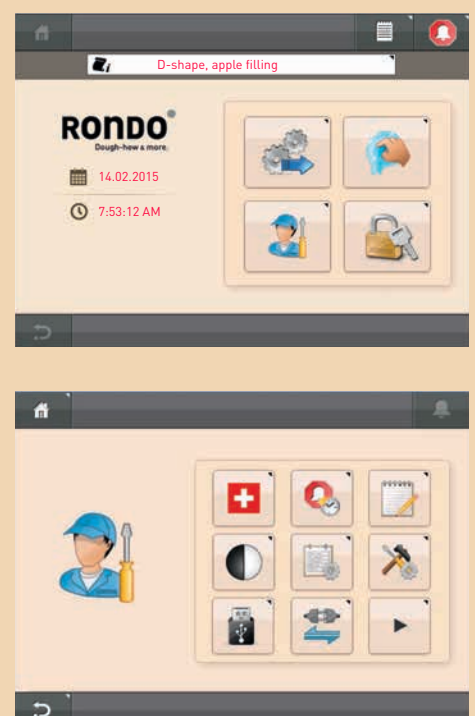 D-shape, apple filling
RONDO
Dough-how & more.
14.02.2015
7:53:12 AM